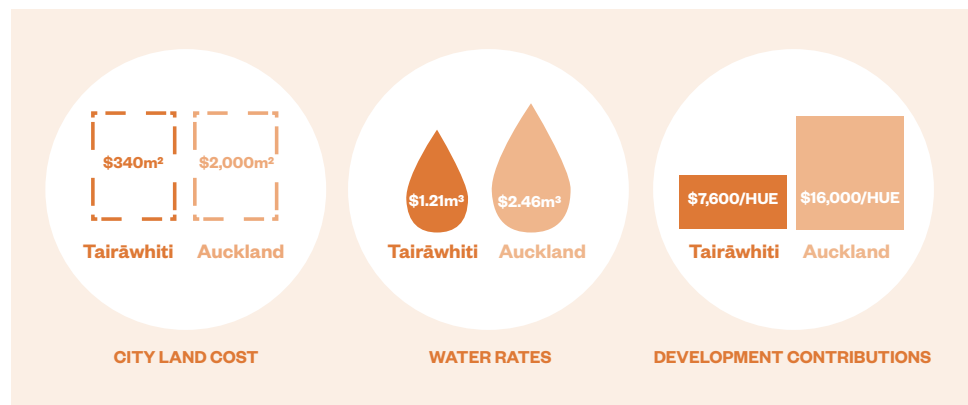 $340m²
$2,000m²
Tairāwhiti
Auckland
CITY LAND COST
$1.21m³
$2.46m³
Tairāwhiti
Auckland
WATER RATES
$7,600/HUE
$16,000/HUE
Tairāwhiti
Auckland
DEVELOPMENT CONTRIBUTIONS